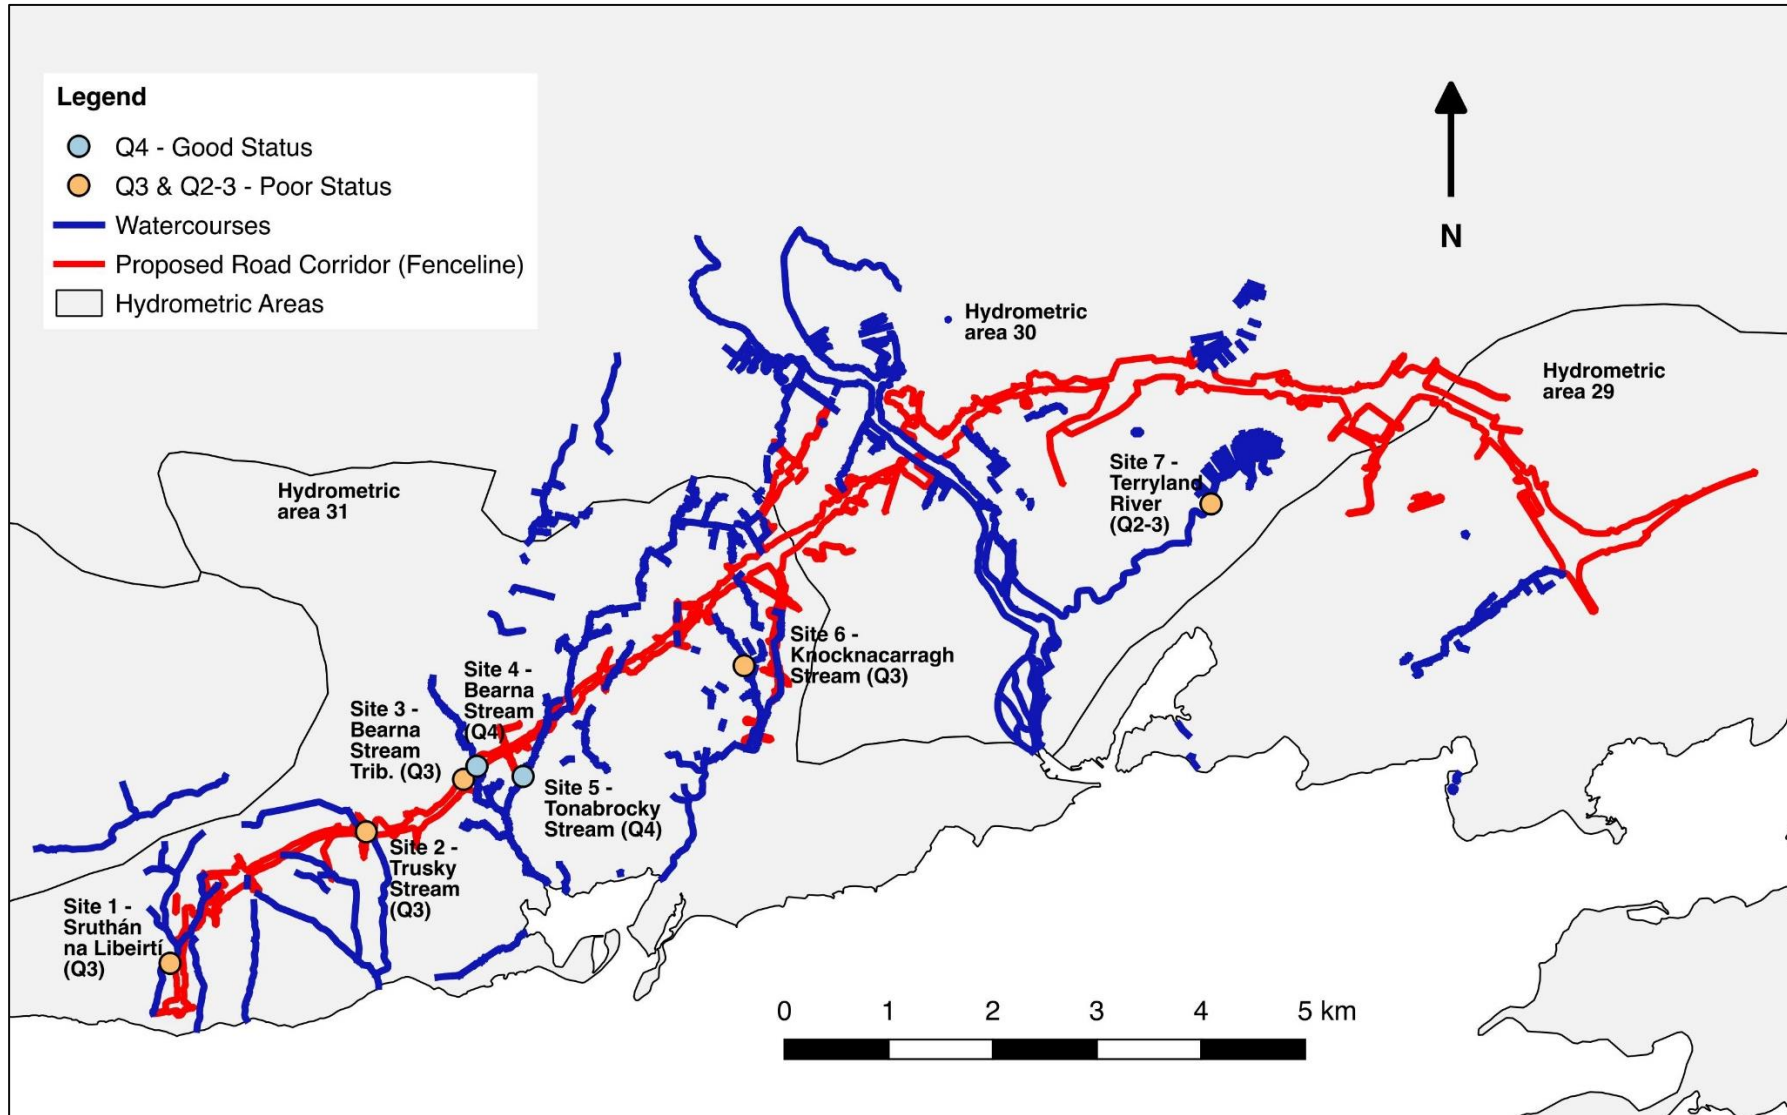 Legend
Q4 - Good Status
Q3 & Q2-3 - Poor Status
Watercourses
Proposed Road Corridor (Fenceline)
Hydrometric Areas
N
Hydrometric
area 30
Hydrometric
area 29
Hydrometric
area 31
Site 7 -
Terryland
River
(Q2-3)
Site 6 -
Knocknacarragh
Stream (Q3)
Site 4 -
Bearna
Stream
(Q4)
Site 3 -
Bearna
Stream
Trib. (Q3)
Site 5 -
Tonabrocky
Stream (Q4)
Site 2 -
Trusky
Stream
(Q3)
Site 1 -
Sruthán
na Libeirtí
(Q3)
0 1 2 3 4 5 km